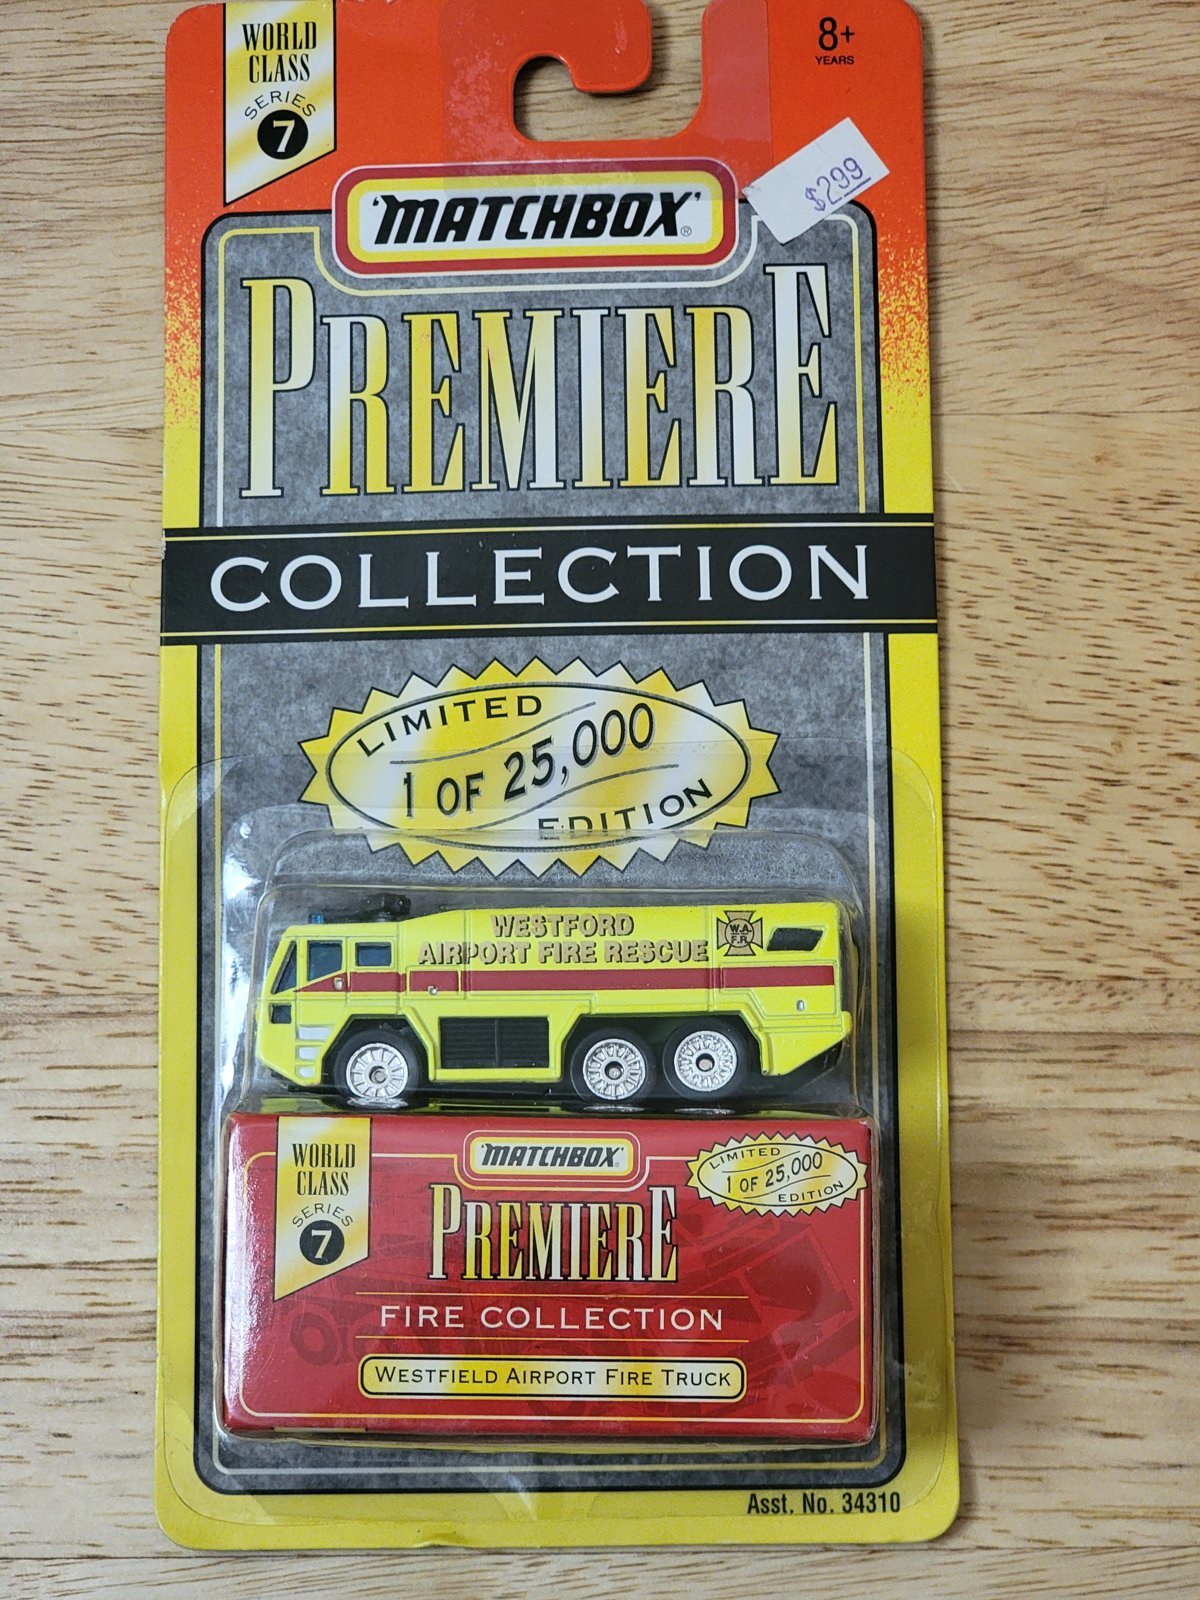 WORLD
CLASS
SERIES
7
8+
YEARS
$2.99
'MATCHBOX'®
PREMIERE
COLLECTION
LIMITED
1 OF 25,000
EDITION
WESTFORD
AIRPORT FIRE RESCUE
W.A.
F.R.
WORLD
CLASS
SERIES
7
'MATCHBOX'
LIMITED
1 OF 25,000
EDITION
PREMIERE
FIRE COLLECTION
WESTFIELD AIRPORT FIRE TRUCK
Asst. No. 34310